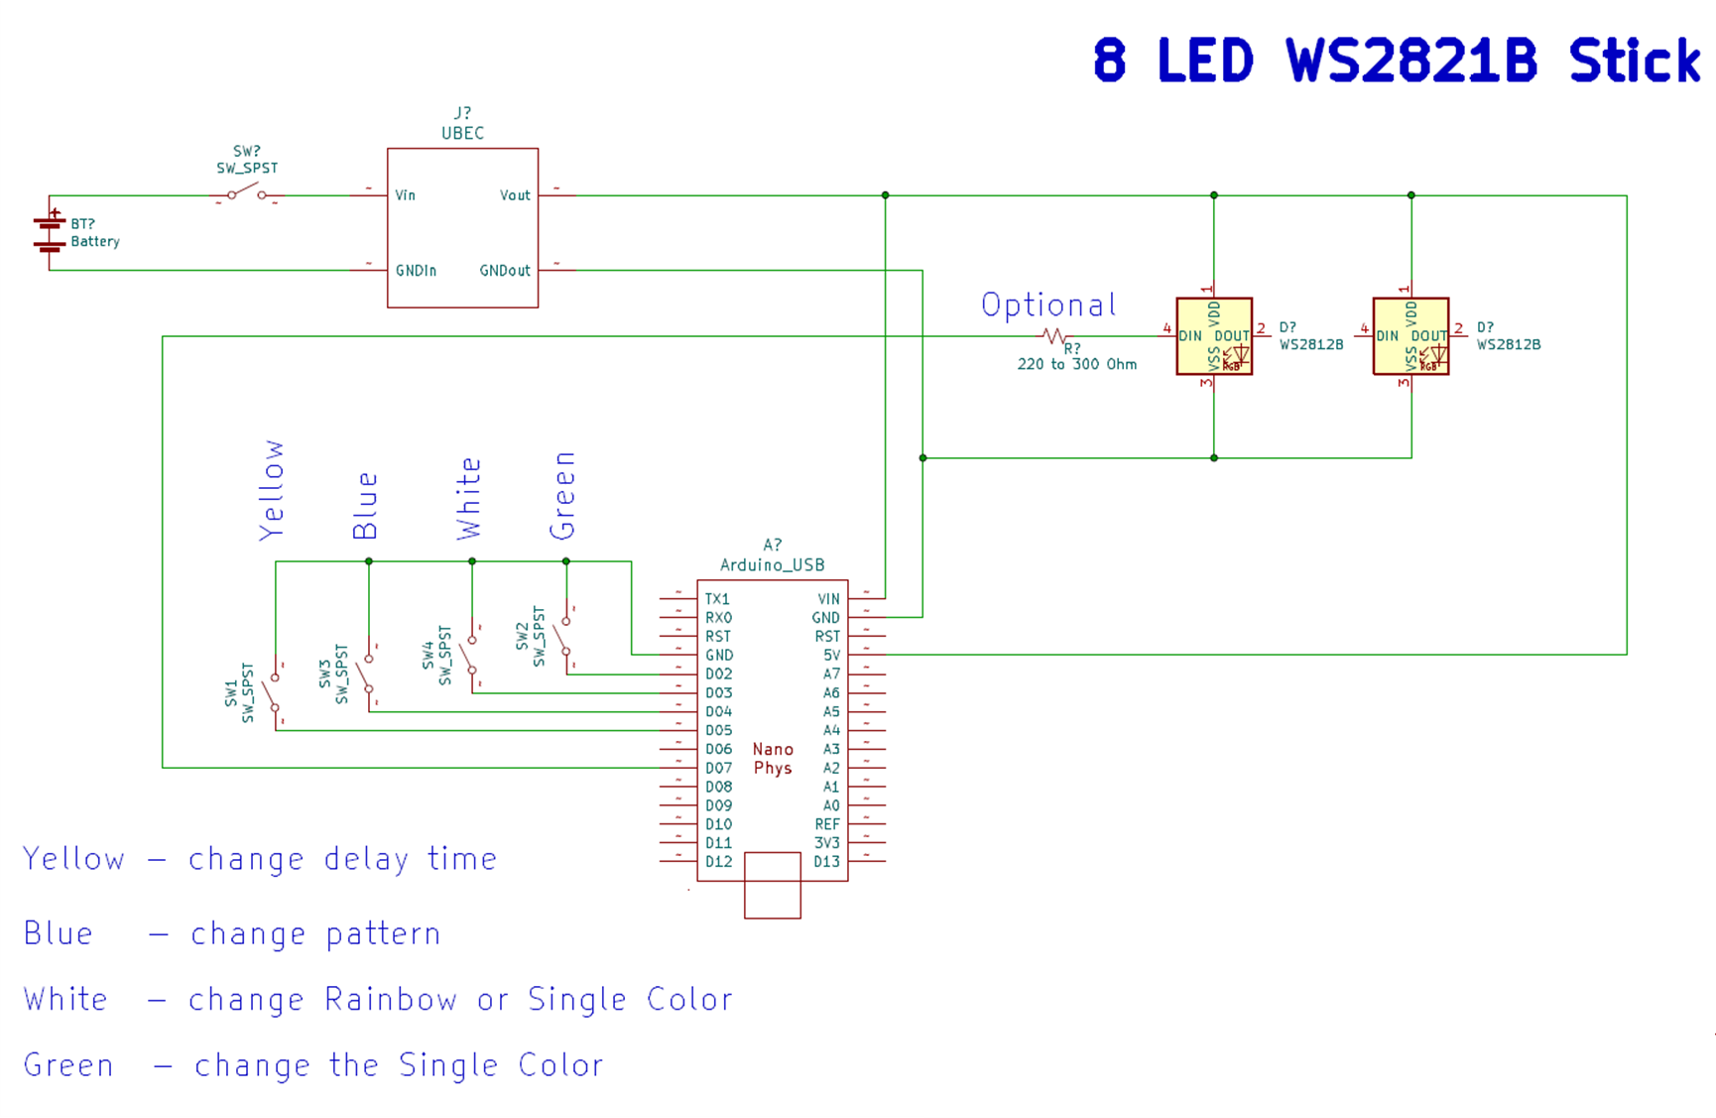 8 LED WS2821B Stick
J?
UBEC
SW?
SW_SPST
~ ~
~ Vin Vout ~
+
BT?
Battery
~ GNDIn GNDout ~
Optional
R?
220 to 300 Ohm
1
VDD
4 DIN DOUT 2
VSS
RGB
3
D?
WS2812B
1
VDD
4 DIN DOUT 2
VSS
RGB
3
D?
WS2812B
Yellow
Blue
White
Green
SW1
SW_SPST
~ ~
SW3
SW_SPST
~ ~
SW4
SW_SPST
~ ~
SW2
SW_SPST
~ ~
A?
Arduino_USB
~ TX1 VIN ~
~ RX0 GND ~
~ RST RST ~
~ GND 5V ~
~ D02 A7 ~
~ D03 A6 ~
~ D04 A5 ~
~ D05 A4 ~
~ D06 Nano A3 ~
~ D07 Phys A2 ~
~ D08 A1 ~
~ D09 A0 ~
~ D10 REF ~
~ D11 3V3 ~
~ D12 D13 ~
Yellow - change delay time
Blue - change pattern
White - change Rainbow or Single Color
Green - change the Single Color